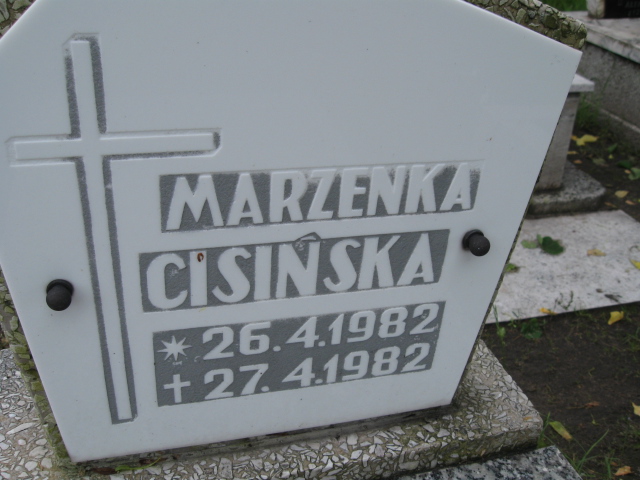 MARZENKA
CISIŃSKA
* 26.4.1982
+ 27.4.1982